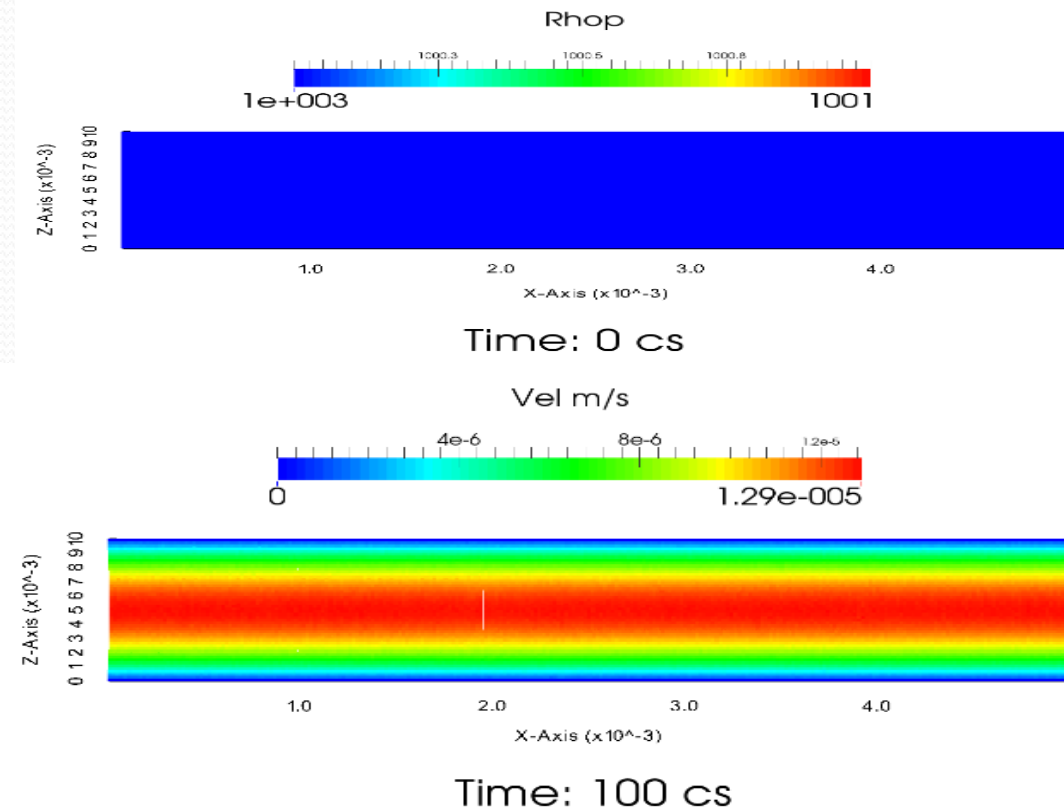 Rhop
1000.3 1000.5 1000.8
1e+003 1001
Z-Axis (x10^-3)
0 1 2 3 4 5 6 7 8 9 10
1.0 2.0 3.0 4.0
X-Axis (x10^-3)
Time: 0 cs
Vel m/s
4e-6 8e-6 1.2e-5
0 1.29e-005
Z-Axis (x10^-3)
0 1 2 3 4 5 6 7 8 9 10
1.0 2.0 3.0 4.0
X-Axis (x10^-3)
Time: 100 cs